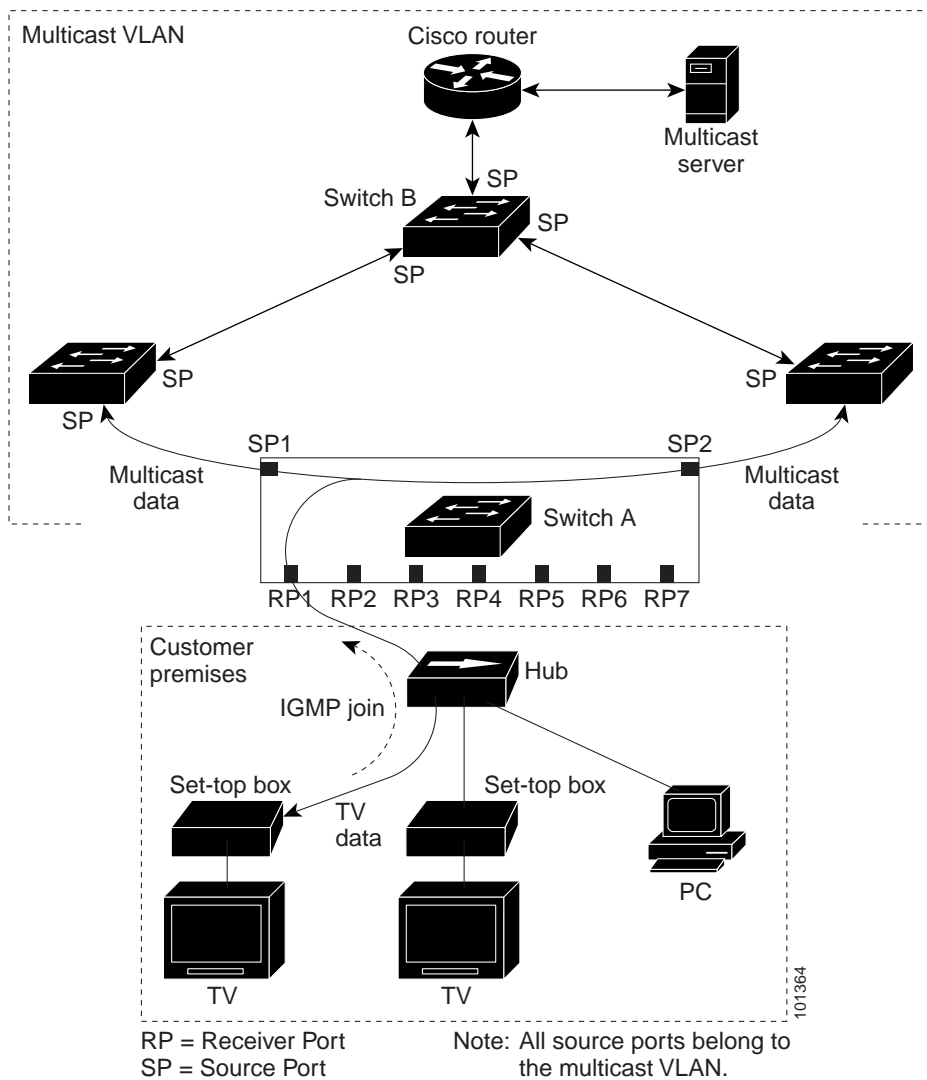 Multicast VLAN
Cisco router
Multicast
server
SP
Switch B
SP
SP
SP
SP
SP
SP1
SP2
Multicast
data
Multicast
data
Switch A
RP1
RP2
RP3
RP4
RP5
RP6
RP7
Customer
premises
Hub
IGMP join
Set-top box
Set-top box
TV
data
PC
TV
TV
101364
RP = Receiver Port
SP = Source Port
Note: All source ports belong to
the multicast VLAN.